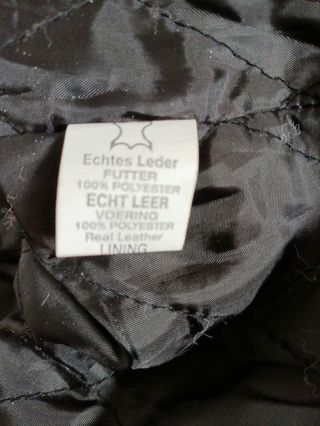 Echtes Leder
FUTTER
100% POLYESTER
ECHT LEER
VOERING
100% POLYESTER
Real Leather
LINING